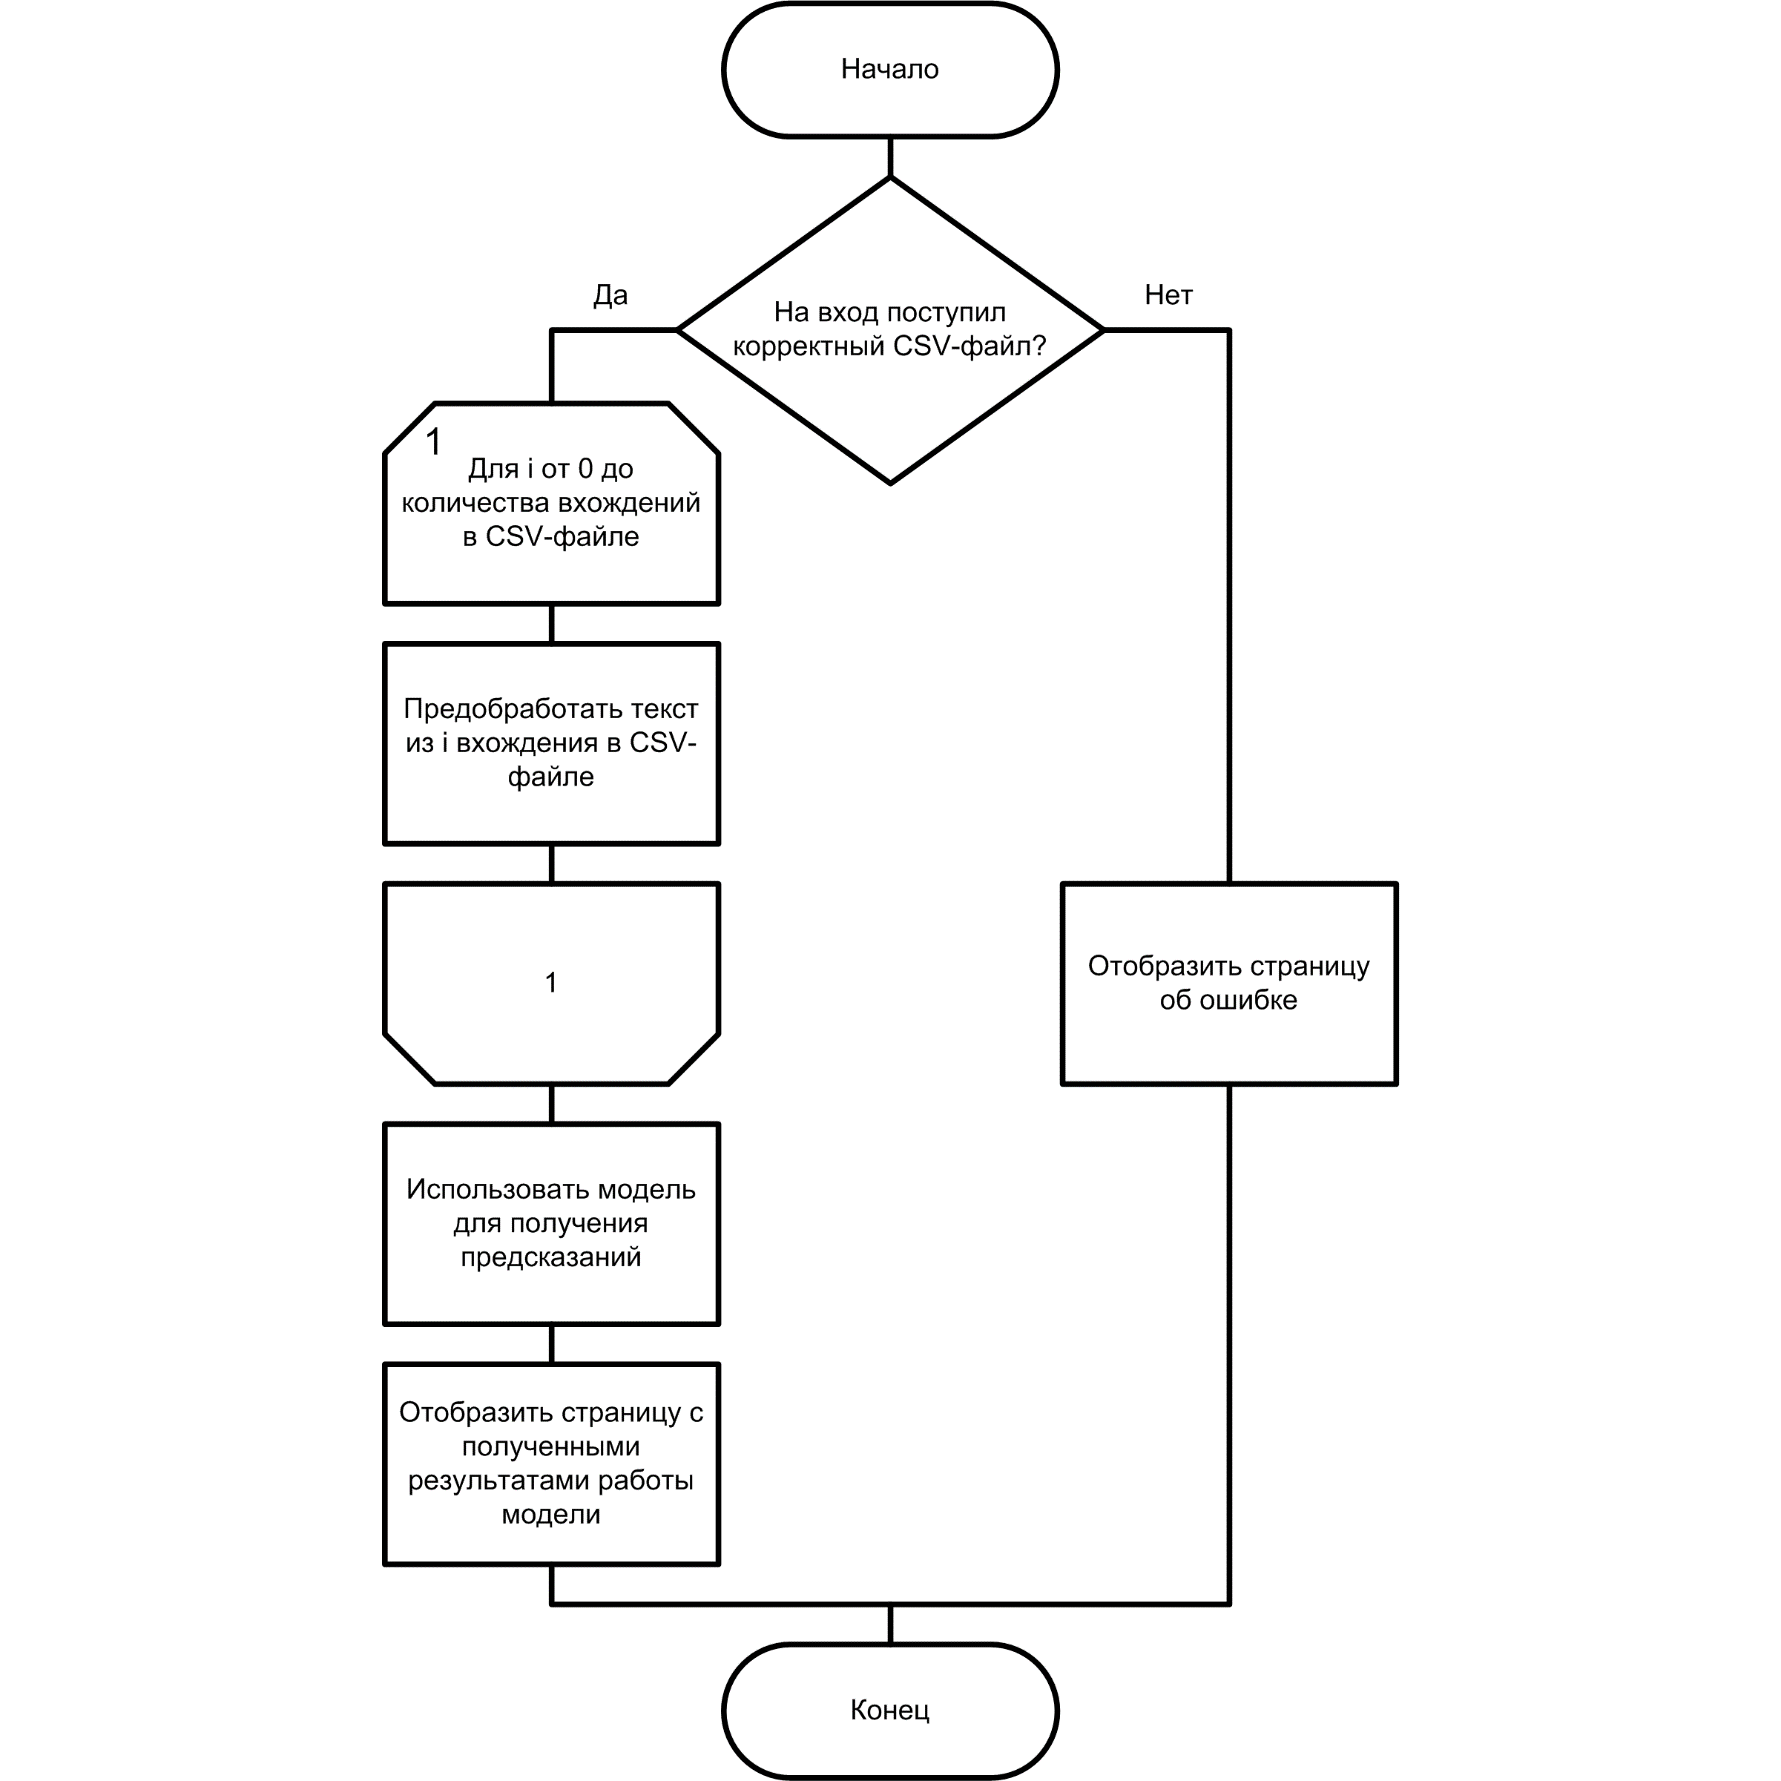 Начало
На вход поступил
корректный CSV-файл?
Да
Нет
1
Для i от 0 до
количества вхождений
в CSV-файле
Предобработать текст
из i вхождения в CSV-
файле
1
Отобразить страницу
об ошибке
Использовать модель
для получения
предсказаний
Отобразить страницу с
полученными
результатами работы
модели
Конец